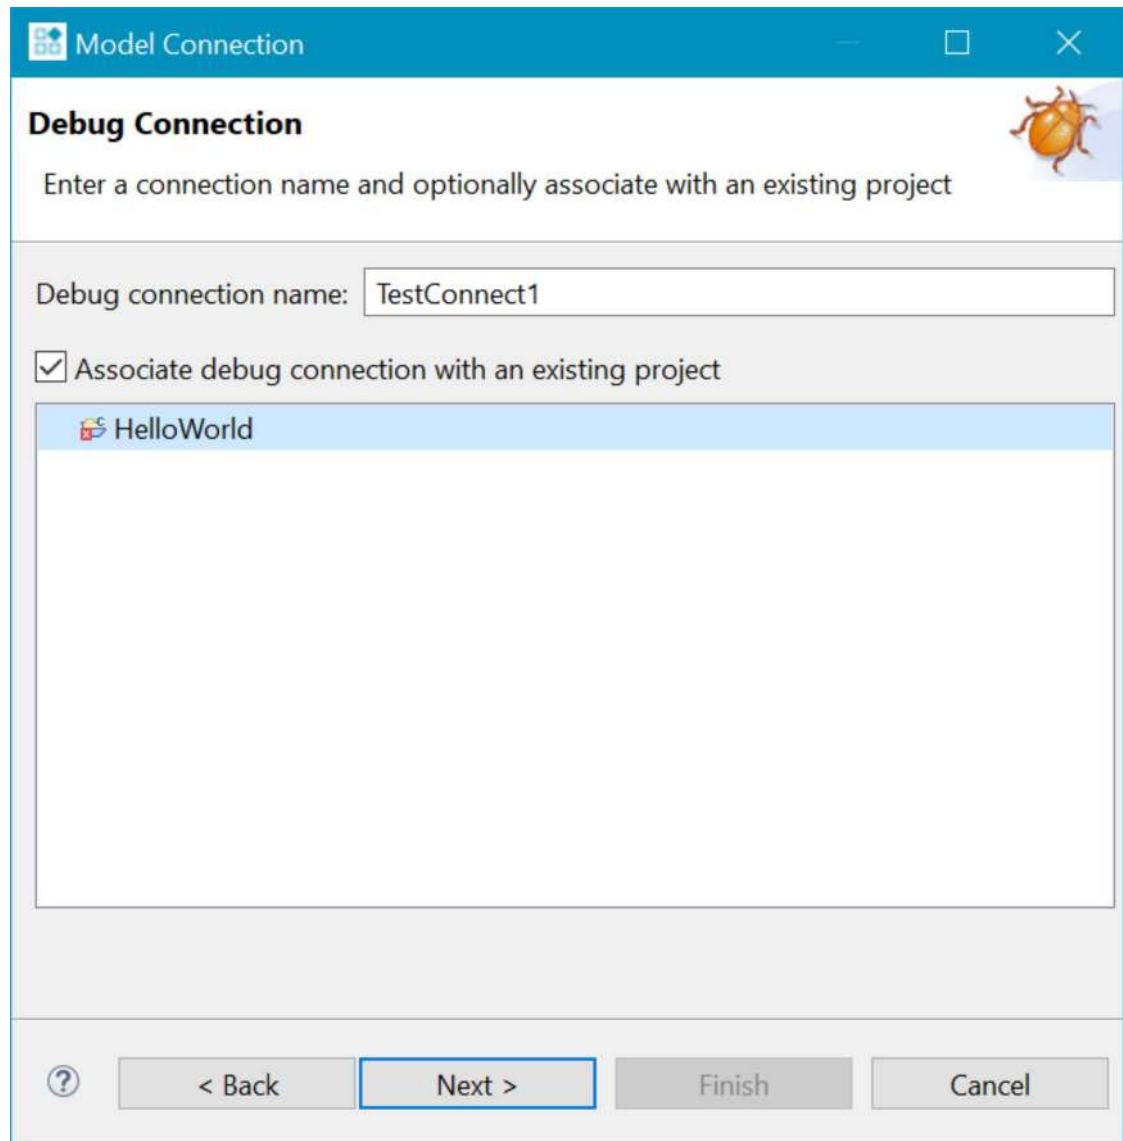 Model Connection
Debug Connection
Enter a connection name and optionally associate with an existing project
Debug connection name: TestConnect1
Associate debug connection with an existing project
HelloWorld
? < Back Next > Finish Cancel